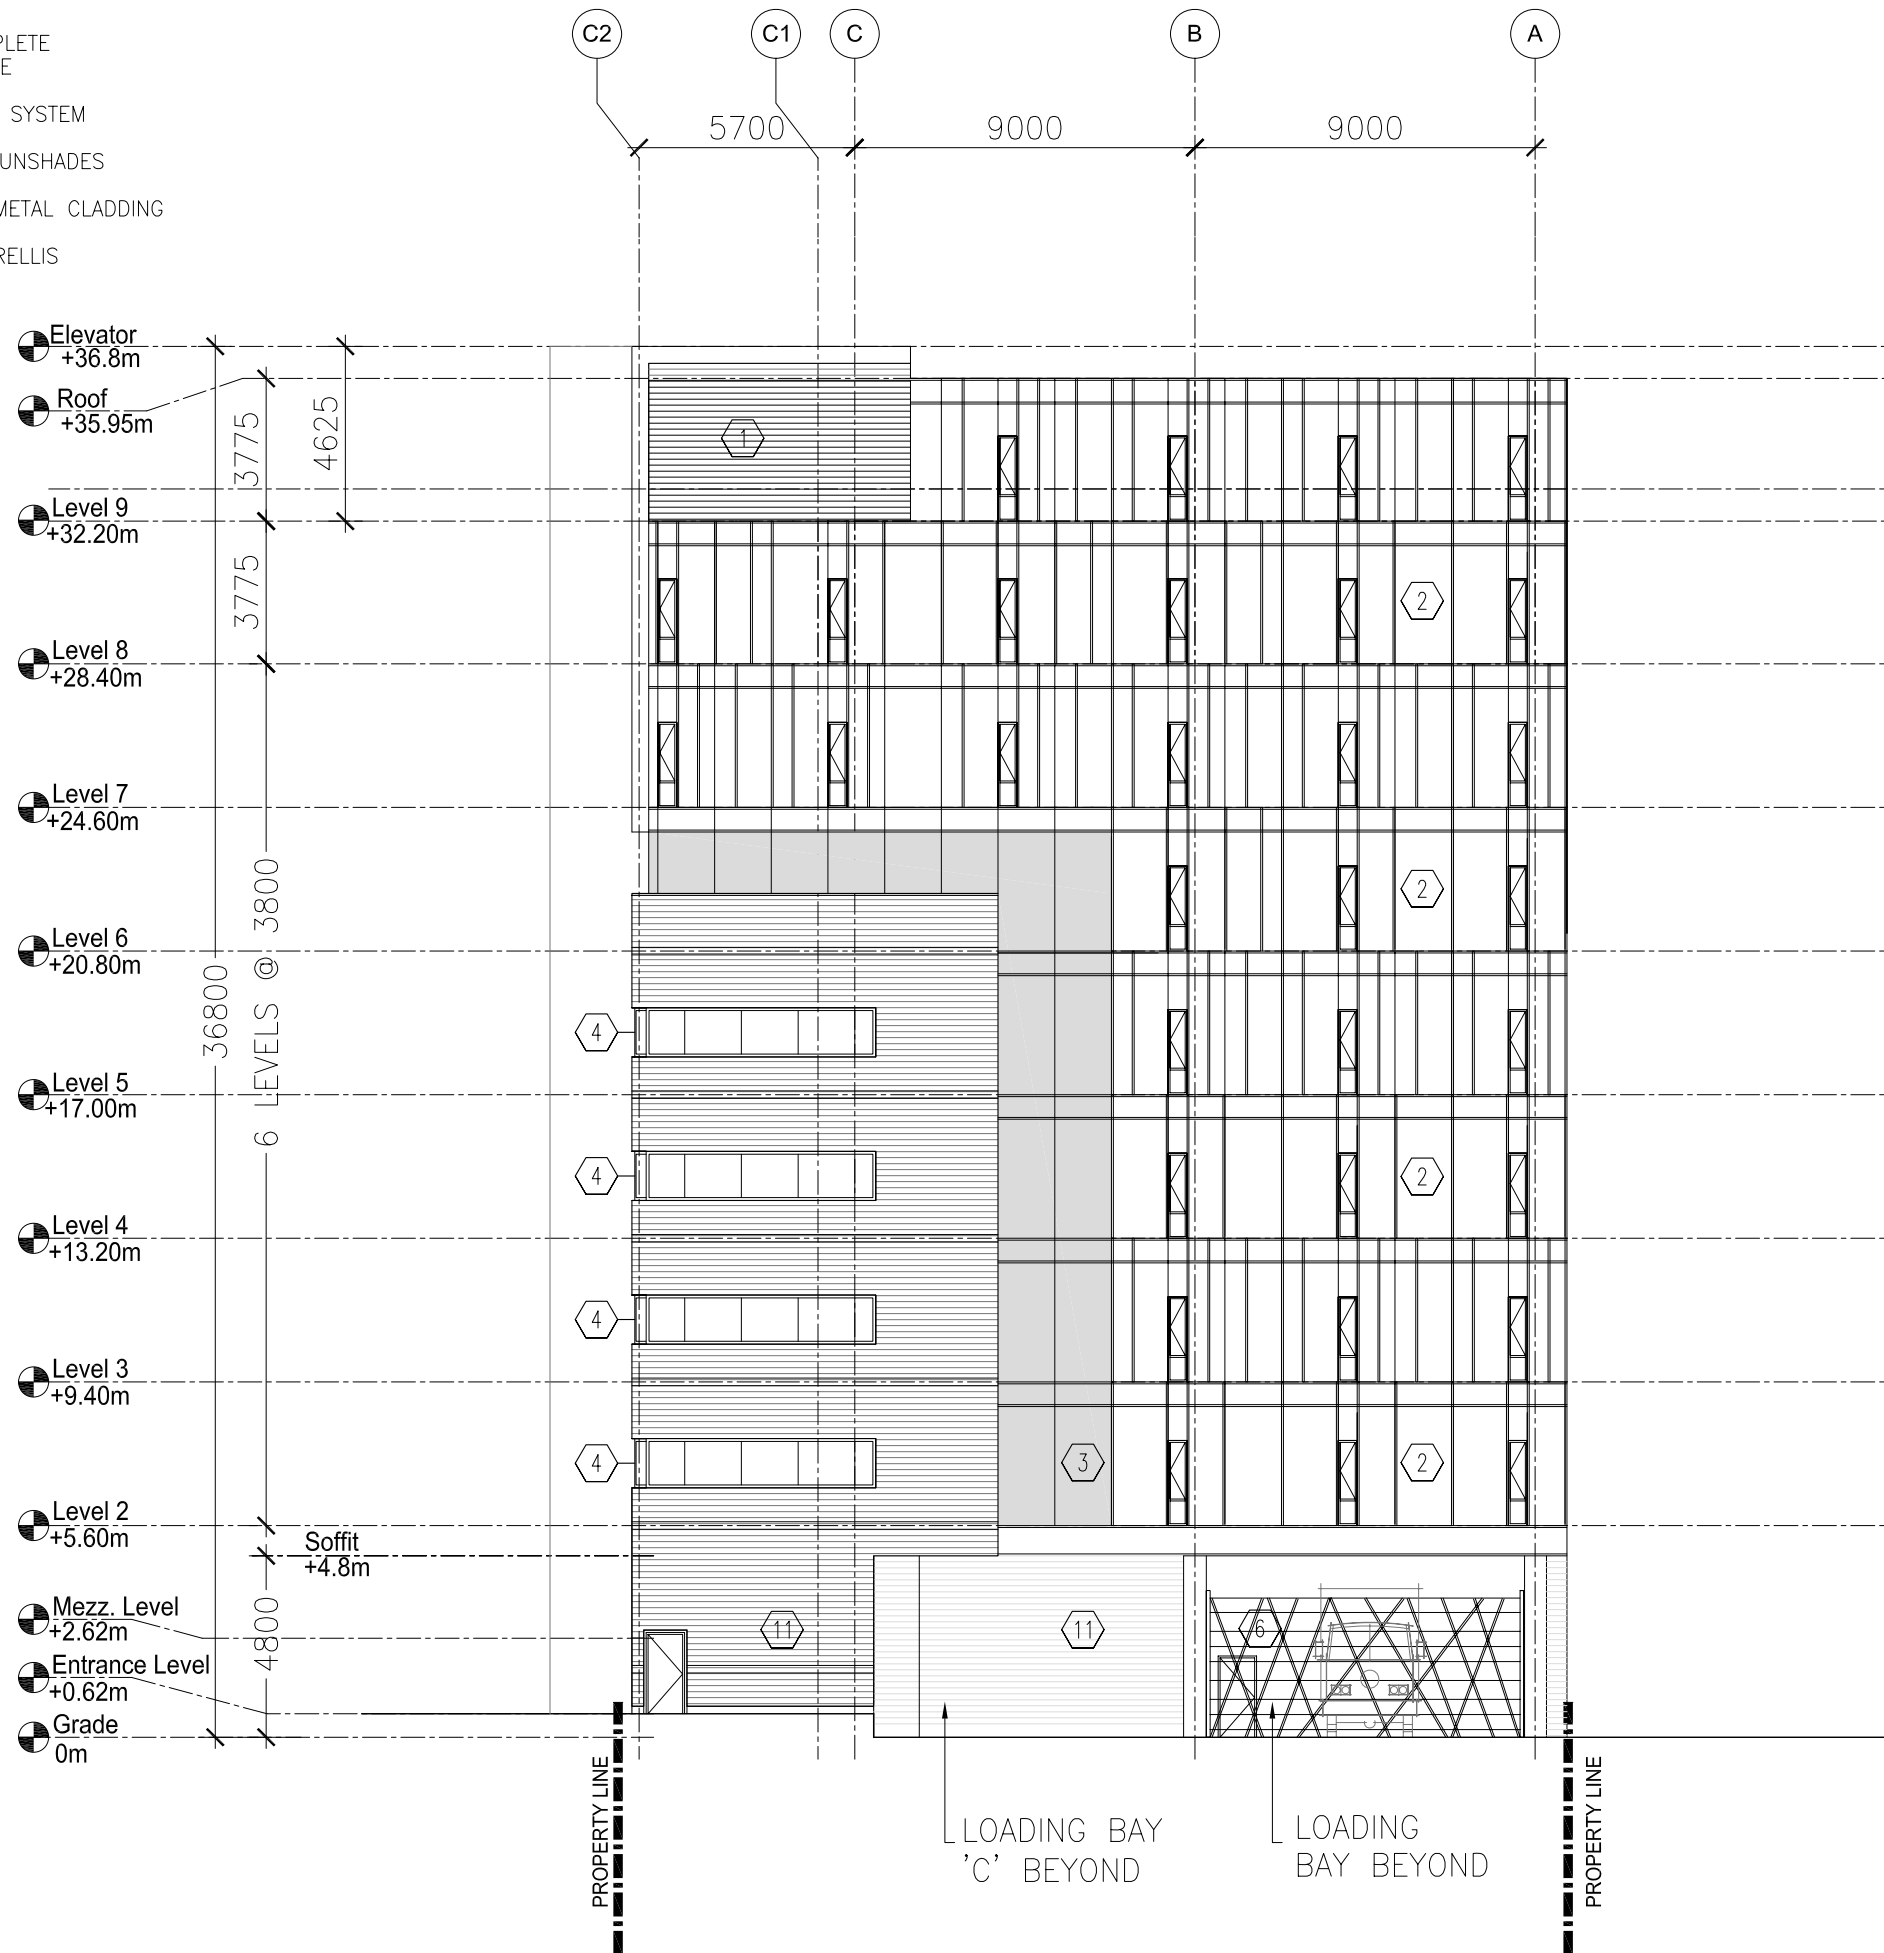 C2
C1
C
B
A
PLETE
E
SYSTEM
UNSHADES
METAL CLADDING
RELLIS
5700
9000
9000
Elevator
+36.8m
Roof
+35.95m
3775
4625
1
Level 9
+32.20m
3775
2
Level 8
+28.40m
Level 7
+24.60m
6 LEVELS @ 3800
2
Level 6
+20.80m
36800
4
Level 5
+17.00m
4
2
Level 4
+13.20m
4
Level 3
+9.40m
4
3
2
Level 2
+5.60m
Soffit
+4.8m
Mezz. Level
+2.62m
4800
11
11
6
Entrance Level
+0.62m
Grade
0m
PROPERTY LINE
LOADING BAY
'C' BEYOND
LOADING
BAY BEYOND
PROPERTY LINE